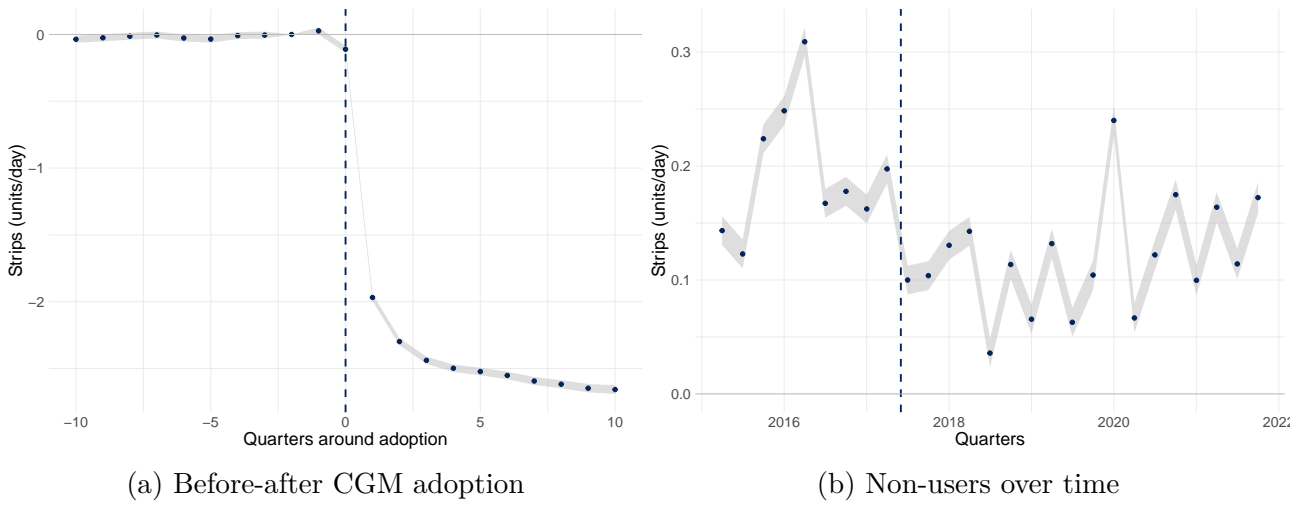 Strips (units/day)
0
−1
−2
−10
−5
0
5
10
Quarters around adoption
(a) Before-after CGM adoption
Strips (units/day)
0.3
0.2
0.1
0.0
2016
2018
2020
2022
Quarters
(b) Non-users over time